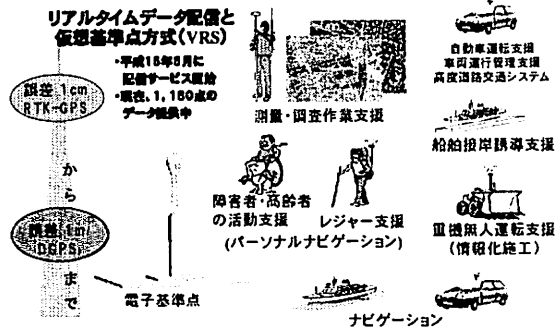 リアルタイムデータ配信と
仮想基準点方式(VRS)
・平成16年5月に
配信サービス開始
・現在、1,180点の
データ提供中
誤差1cm
RTK-GPS
から
誤差1m
DGPS
まで
電子基準点
測量・調査作業支援
障害者・高齢者
の活動支援
レジャー支援
(パーソナルナビゲーション)
自動車運転支援
車両運行管理支援
高度道路交通システム
船舶接岸誘導支援
重機無人運転支援
(情報化施工)
ナビゲーション